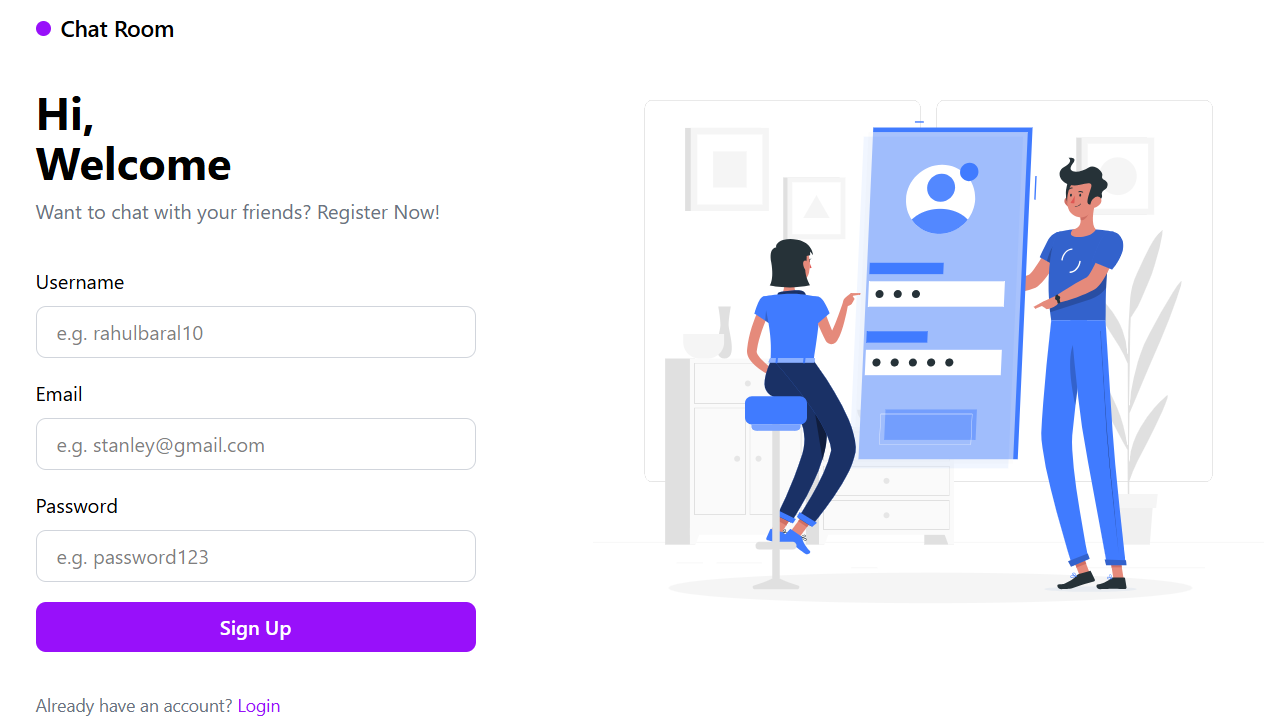 Chat Room
Hi,
Welcome
Want to chat with your friends? Register Now!
Username
e.g. rahulbaral10
Email
e.g. stanley@gmail.com
Password
e.g. password123
Sign Up
Already have an account? Login